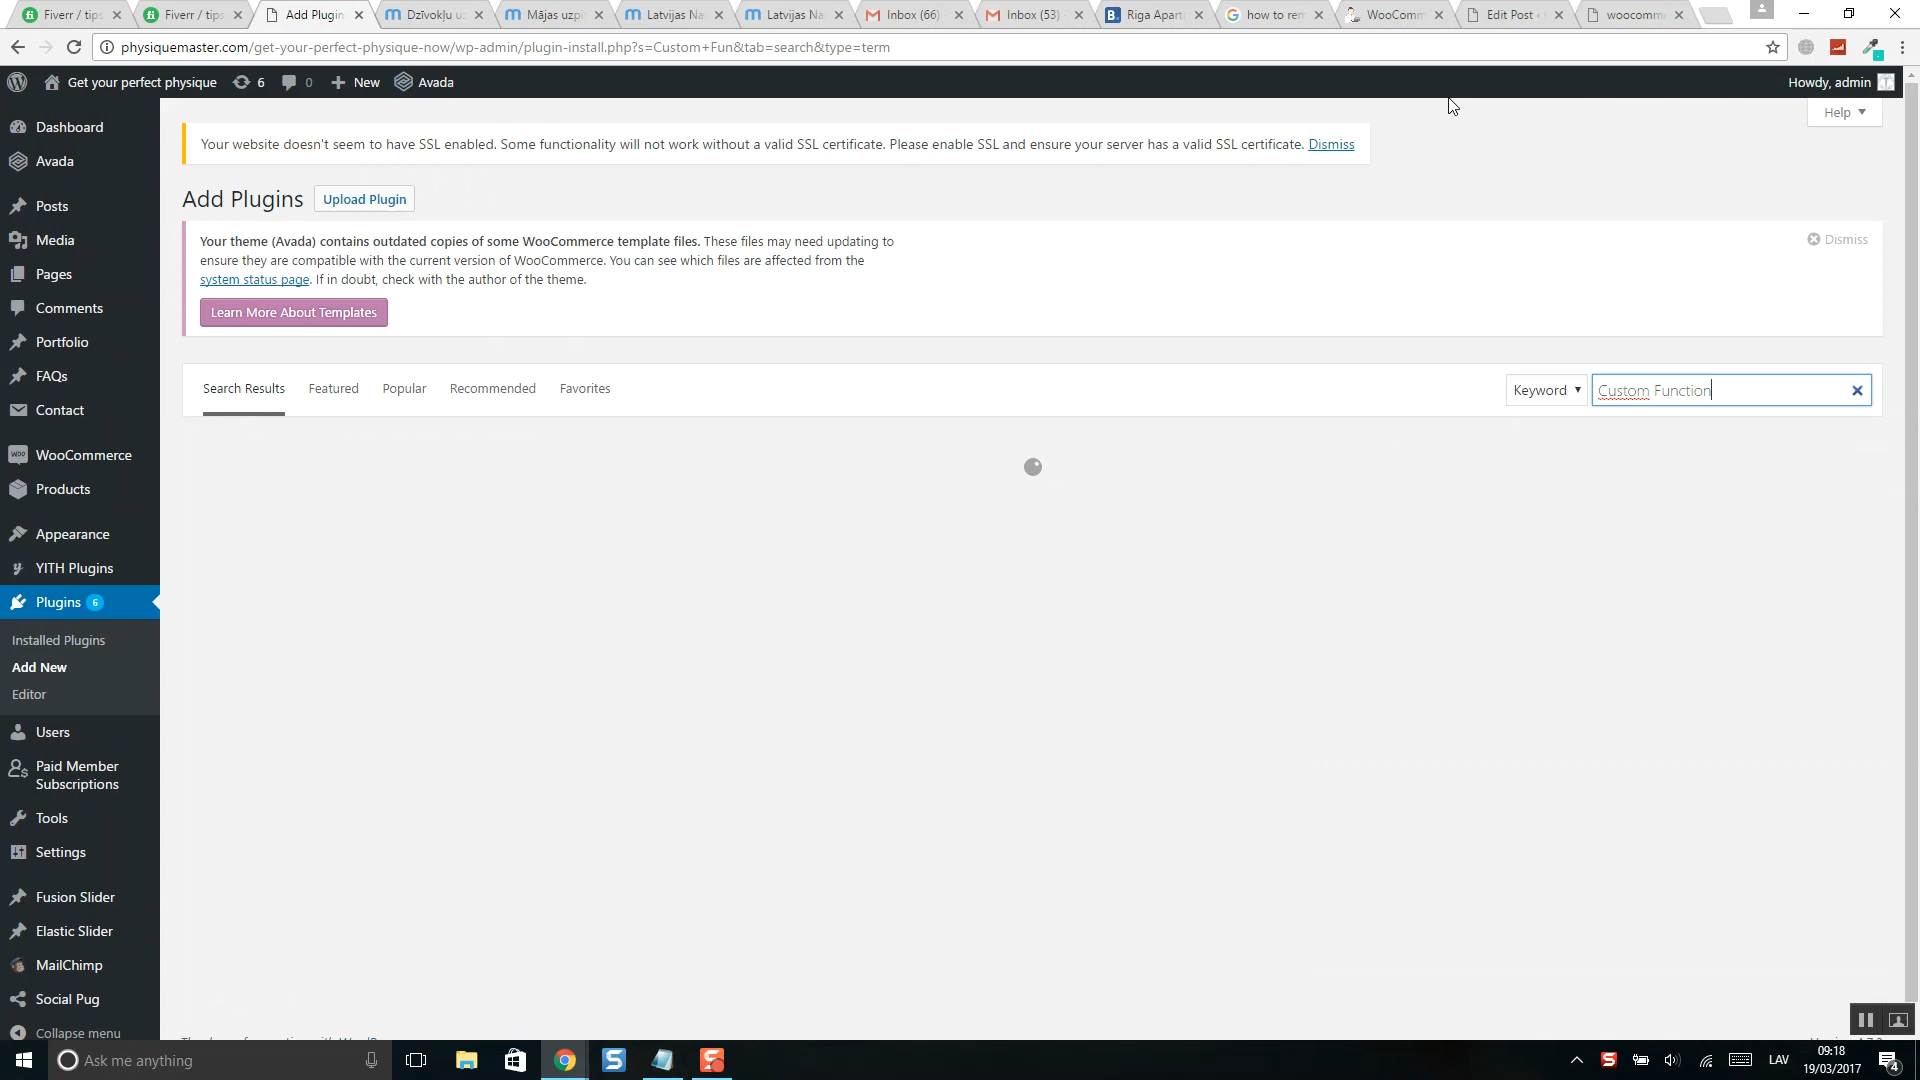 Fiverr / tips
Fiverr / tips
Add Plugin
Dzīvokļu uz
Mājas uzpi
Latvijas Na
Latvijas Na
Inbox (66)
Inbox (53)
Riga Apart
how to rem
WooComm
Edit Post
woocomm
physiquemaster.com/get-your-perfect-physique-now/wp-admin/plugin-install.php?s=Custom+Fun&tab=search&type=term
Get your perfect physique
6
0
New
Avada
Howdy, admin
Help
Dashboard
Avada
Posts
Media
Pages
Comments
Portfolio
FAQs
Contact
WooCommerce
Products
Appearance
YITH Plugins
Plugins 6
Installed Plugins
Add New
Editor
Users
Paid Member
Subscriptions
Tools
Settings
Fusion Slider
Elastic Slider
MailChimp
Social Pug
Collapse menu
Your website doesn't seem to have SSL enabled. Some functionality will not work without a valid SSL certificate. Please enable SSL and ensure your server has a valid SSL certificate. Dismiss
Add Plugins
Upload Plugin
Your theme (Avada) contains outdated copies of some WooCommerce template files. These files may need updating to
ensure they are compatible with the current version of WooCommerce. You can see which files are affected from the
system status page. If in doubt, check with the author of the theme.
Dismiss
Learn More About Templates
Search Results
Featured
Popular
Recommended
Favorites
Keyword
Custom Function
Ask me anything
LAV
09:18
19/03/2017
4